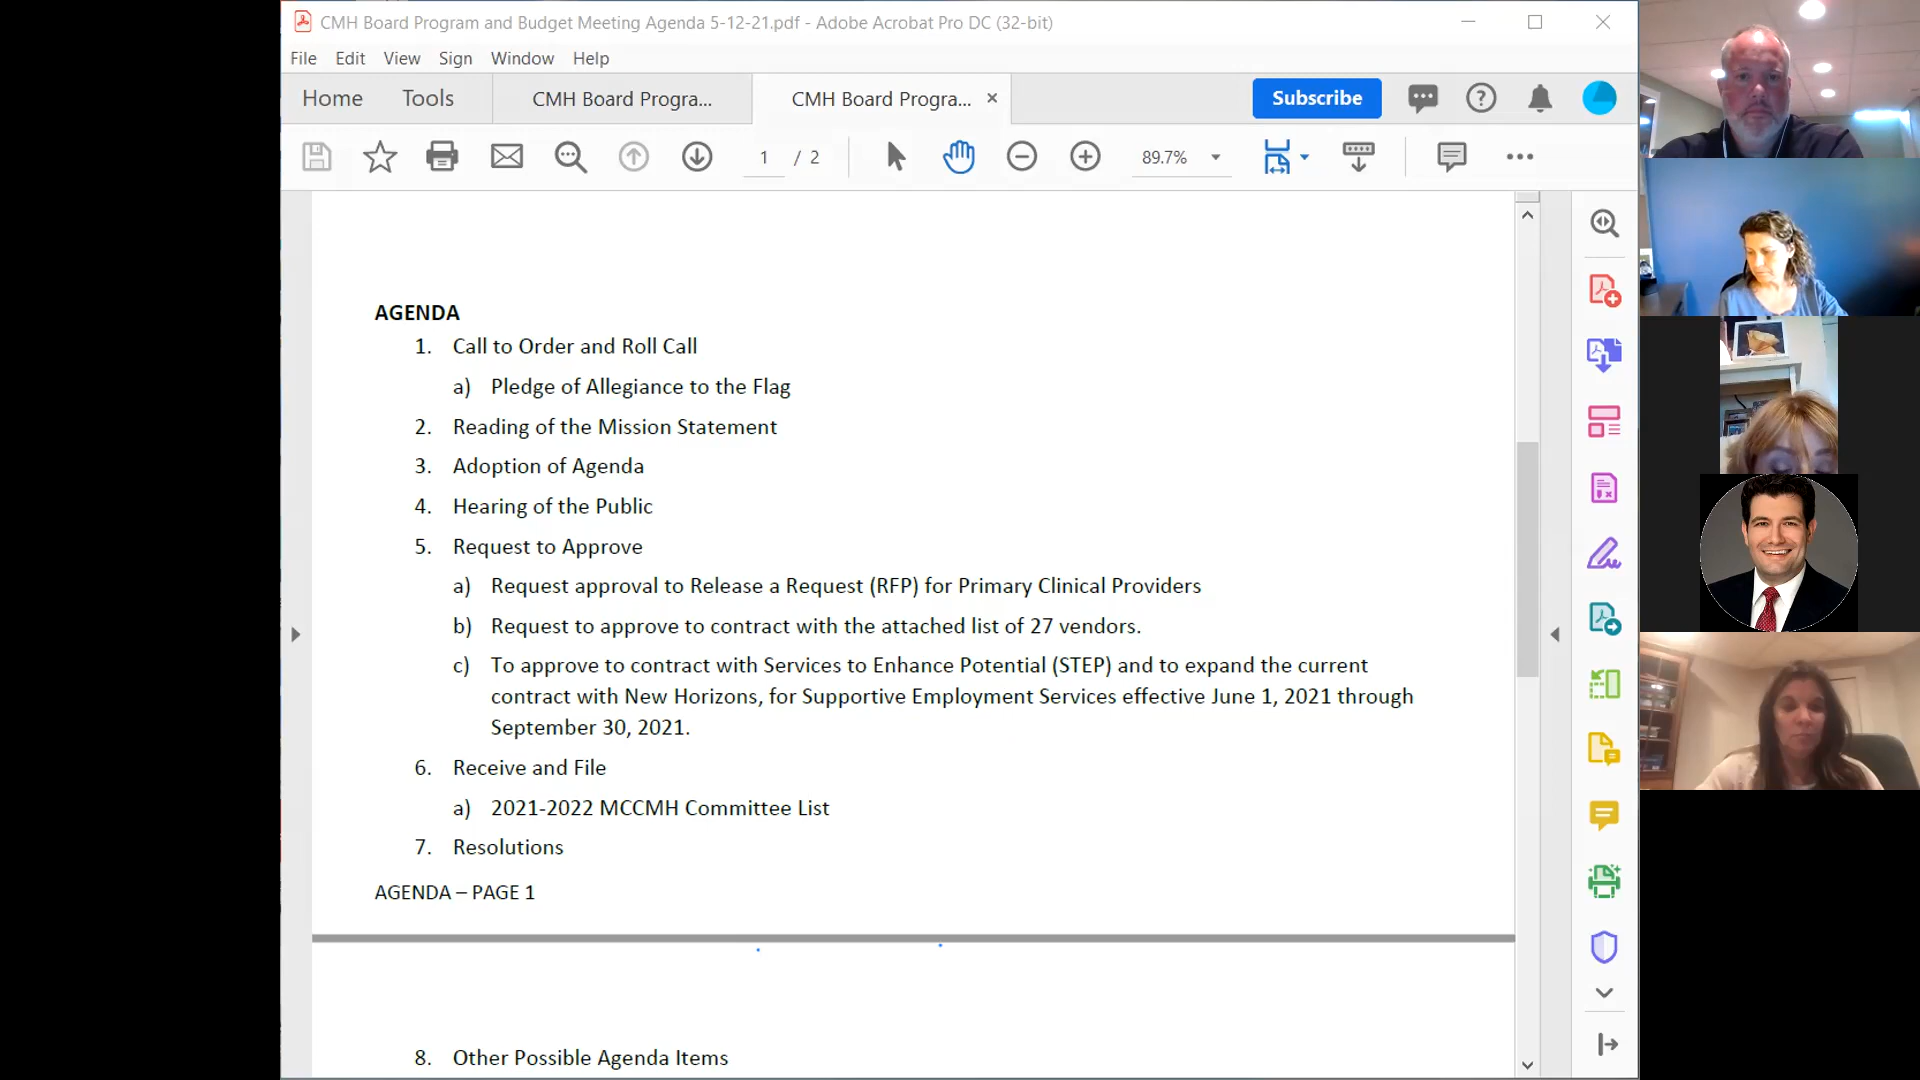 CMH Board Program and Budget Meeting Agenda 5-12-21.pdf - Adobe Acrobat Pro DC (32-bit)
File Edit View Sign Window Help
Home Tools CMH Board Progra... CMH Board Progra... Subscribe
1 / 2 89.7%
AGENDA
1. Call to Order and Roll Call
a) Pledge of Allegiance to the Flag
2. Reading of the Mission Statement
3. Adoption of Agenda
4. Hearing of the Public
5. Request to Approve
a) Request approval to Release a Request (RFP) for Primary Clinical Providers
b) Request to approve to contract with the attached list of 27 vendors.
c) To approve to contract with Services to Enhance Potential (STEP) and to expand the current
contract with New Horizons, for Supportive Employment Services effective June 1, 2021 through
September 30, 2021.
6. Receive and File
a) 2021-2022 MCCMH Committee List
7. Resolutions
AGENDA – PAGE 1
8. Other Possible Agenda Items